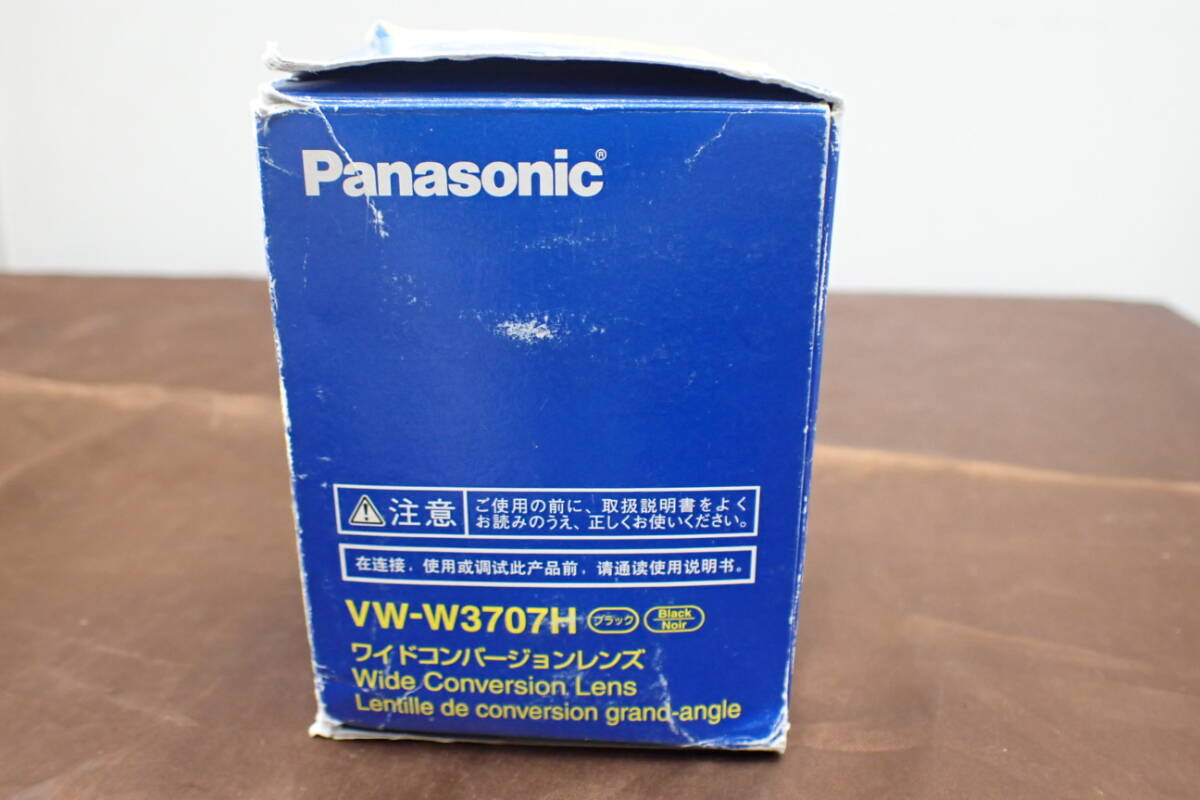 Panasonic®
注意
ご使用の前に、取扱説明書をよく
お読みのうえ、正しくお使いください。
在连接，使用或调试此产品前，请通读使用说明书。
VW-W3707H ブラック Black Noir
ワイドコンバージョンレンズ
Wide Conversion Lens
Lentille de conversion grand-angle